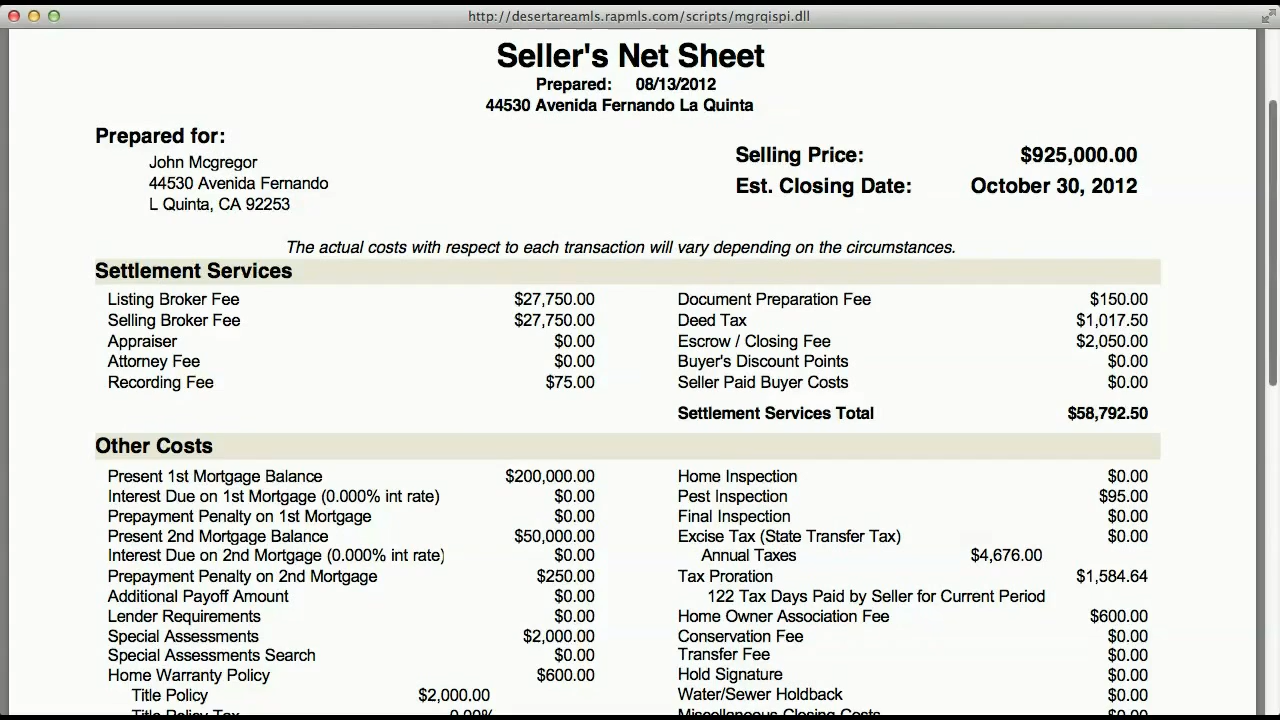 http://desertareamls.rapmls.com/scripts/mgrqispi.dll
Seller's Net Sheet
Prepared: 08/13/2012
44530 Avenida Fernando La Quinta
Prepared for:
John Mcgregor
44530 Avenida Fernando
L Quinta, CA 92253
Selling Price: $925,000.00
Est. Closing Date: October 30, 2012
The actual costs with respect to each transaction will vary depending on the circumstances.
Settlement Services
Listing Broker Fee $27,750.00
Selling Broker Fee $27,750.00
Appraiser $0.00
Attorney Fee $0.00
Recording Fee $75.00
Document Preparation Fee $150.00
Deed Tax $1,017.50
Escrow / Closing Fee $2,050.00
Buyer's Discount Points $0.00
Seller Paid Buyer Costs $0.00
Settlement Services Total $58,792.50
Other Costs
Present 1st Mortgage Balance $200,000.00
Interest Due on 1st Mortgage (0.000% int rate) $0.00
Prepayment Penalty on 1st Mortgage $0.00
Present 2nd Mortgage Balance $50,000.00
Interest Due on 2nd Mortgage (0.000% int rate) $0.00
Prepayment Penalty on 2nd Mortgage $250.00
Additional Payoff Amount $0.00
Lender Requirements $0.00
Special Assessments $2,000.00
Special Assessments Search $0.00
Home Warranty Policy $600.00
Title Policy $2,000.00
Title Policy Tax 0.00%
Home Inspection $0.00
Pest Inspection $95.00
Final Inspection $0.00
Excise Tax (State Transfer Tax) $0.00
Annual Taxes $4,676.00
Tax Proration $1,584.64
122 Tax Days Paid by Seller for Current Period
Home Owner Association Fee $600.00
Conservation Fee $0.00
Transfer Fee $0.00
Hold Signature $0.00
Water/Sewer Holdback $0.00
Miscellaneous Closing Costs $0.00